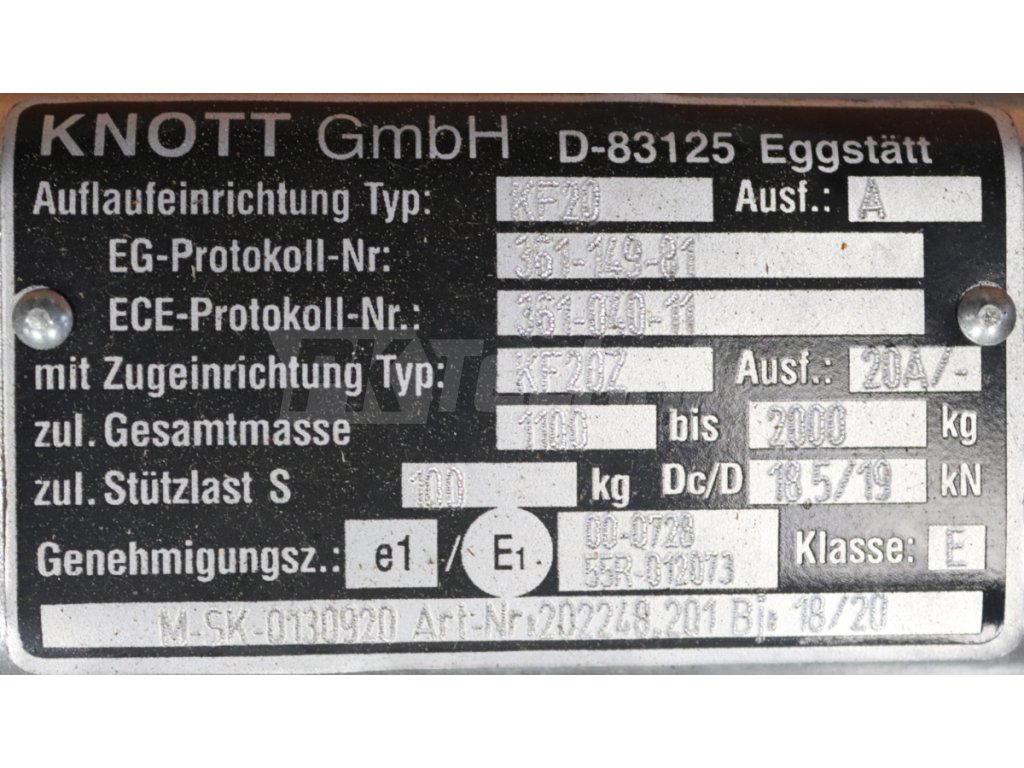 KNOTT GmbH D-83125 Eggstätt
Auflaufeinrichtung Typ: KF20 Ausf.: A
EG-Protokoll-Nr: 361-149-81
ECE-Protokoll-Nr.: 361-040-11
mit Zugeinrichtung Typ: KF20Z Ausf.: 20A/-
zul. Gesamtmasse 1100 bis 2000 kg
zul. Stützlast S 100 kg Dc/D 18.5/19 kN
Genehmigungsz.: e1 / E1 00-0728 Klasse: E
55R-012073
M-SK-0130920 Art-Nr:202248.201 Bj: 18/20